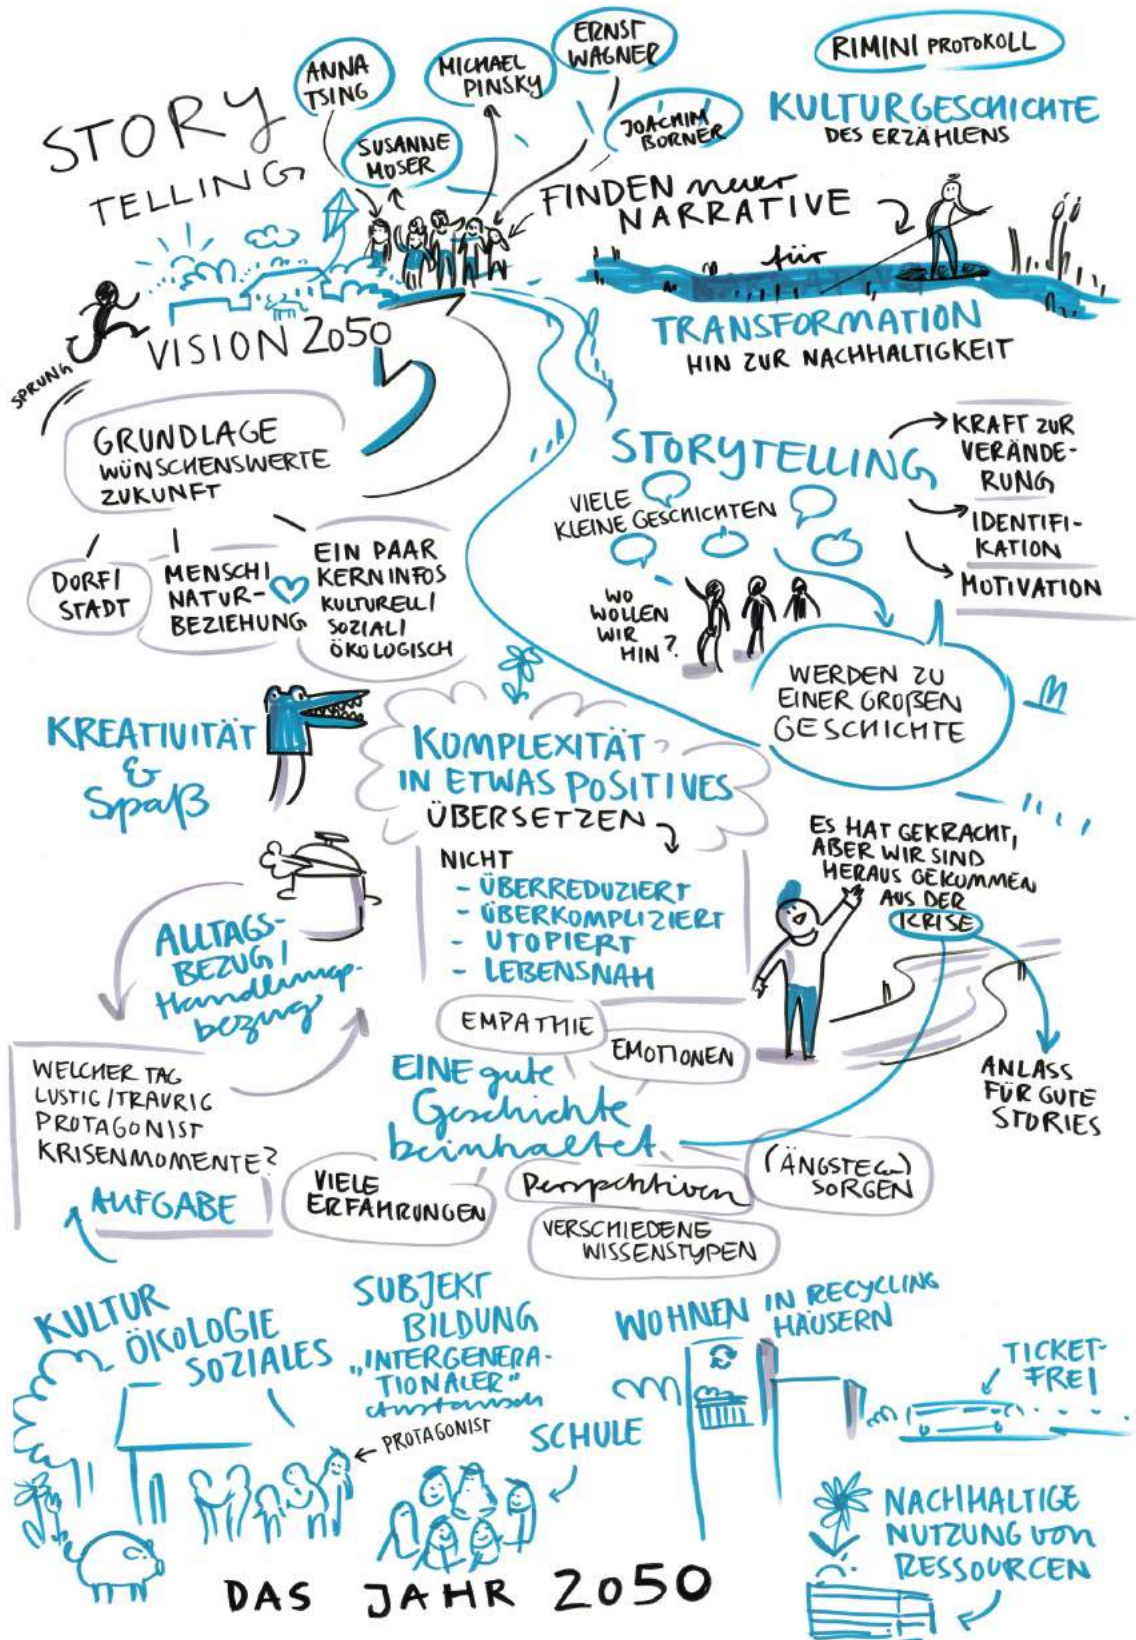 STORY
TELLING
ANNA
TSING
SUSANNE
MOSER
MICHAEL
PINSKY
ERNST
WAGNER
JOACHIM
BORNER
RIMINI PROTOKOLL
KULTURGESCHICHTE
DES ERZÄHLENS
FINDEN neuer
NARRATIVE
für
TRANSFORMATION
HIN ZUR NACHHALTIGKEIT
SPRUNG
VISION 2050
GRUNDLAGE
WÜNSCHENSWERTE
ZUKUNFT
DORF/
STADT
MENSCH/
NATUR-
BEZIEHUNG
EIN PAAR
KERNINFOS
KULTURELL/
SOZIAL/
ÖKOLOGISCH
STORYTELLING
KRAFT ZUR
VERÄNDE-
RUNG
IDENTIFI-
KATION
MOTIVATION
VIELE
KLEINE GESCHICHTEN
WO
WOLLEN
WIR
HIN?
WERDEN ZU
EINER GROßEN
GESCHICHTE
KREATIVITÄT
&
Spaß
KOMPLEXITÄT
IN ETWAS POSITIVES
ÜBERSETZEN
NICHT
- ÜBERREDUZIERT
- ÜBERKOMPLIZIERT
- UTOPIERT
- LEBENSNAH
ES HAT GEKRACHT,
ABER WIR SIND
HERAUS GEKOMMEN
AUS DER
KRISE
ANLASS
FÜR GUTE
STORIES
ALLTAGS-
BEZUG/
Handlungs-
bezug
WELCHER TAG
LUSTIG/TRAURIG
PROTAGONIST
KRISENMOMENTE?
AUFGABE
EMPATHIE
EMOTIONEN
EINE gute
Geschichte
beinhaltet
VIELE
ERFAHRUNGEN
Perspektiven
VERSCHIEDENE
WISSENSTYPEN
SORGEN
KULTUR
ÖKOLOGIE
SOZIALES
SUBJEKT
BILDUNG
„INTERGENERA-
TIONALER"
Austausch
PROTAGONIST
SCHULE
WOHNEN IN RECYCLING
HÄUSERN
TICKET-
FREI
NACHHALTIGE
NUTZUNG von
RESSOURCEN
DAS JAHR 2050